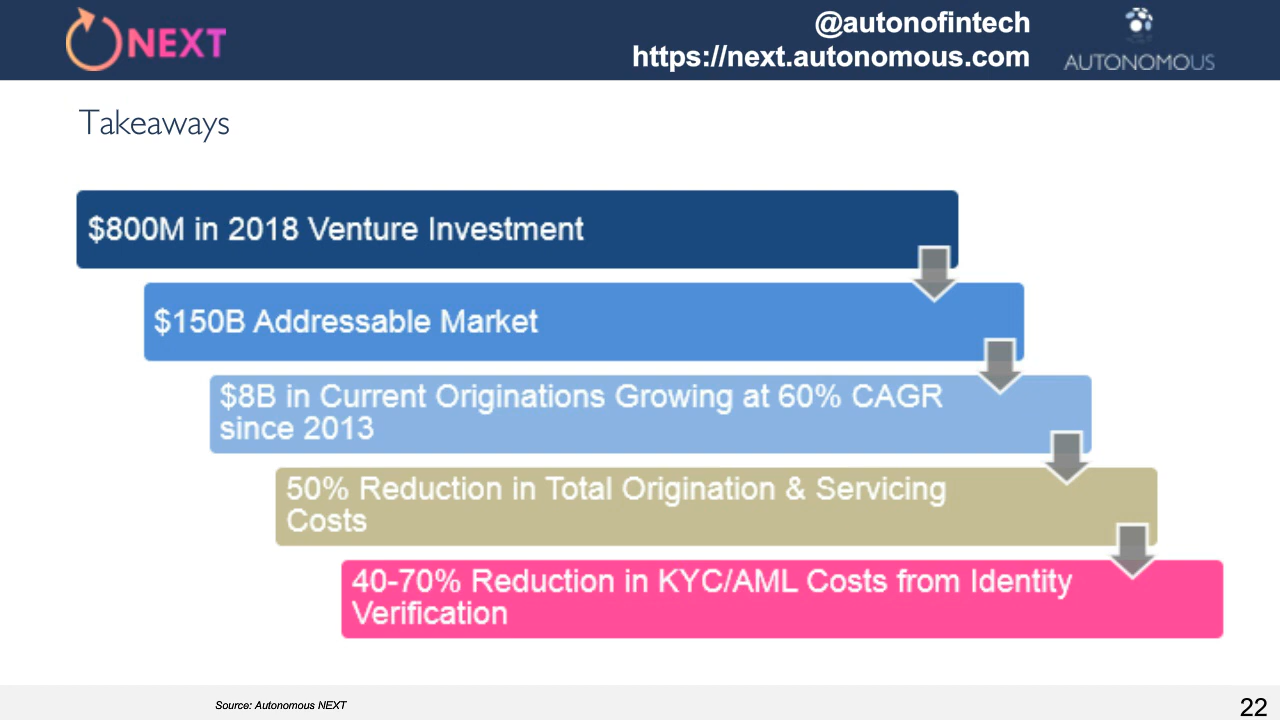 NEXT
@autonofintech
https://next.autonomous.com
AUTONOMOUS
Takeaways
$800M in 2018 Venture Investment
$150B Addressable Market
$8B in Current Originations Growing at 60% CAGR
since 2013
50% Reduction in Total Origination & Servicing
Costs
40-70% Reduction in KYC/AML Costs from Identity
Verification
Source: Autonomous NEXT
22